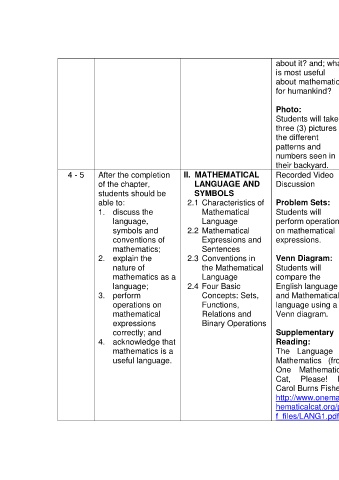 about it? and;
is most useful
about mathematic
for humankind?
Photo:
Students will take
three (3) pictures
the different
patterns and
numbers seen in
their backyard.
4 - 5
After the completion
of the chapter,
students should be
able to:
1. discuss the
language,
symbols and
conventions of
mathematics;
2. explain the
nature of
mathematics as a
language;
3. perform
operations on
mathematical
expressions
correctly; and
4. acknowledge that
mathematics is a
useful language.
II. MATHEMATICAL
LANGUAGE AND
SYMBOLS
2.1 Characteristics of
Mathematical
Language
2.2 Mathematical
Expressions and
Sentences
2.3 Conventions in
the Mathematical
Language
2.4 Four Basic
Concepts: Sets,
Functions,
Relations and
Binary Operations
Recorded Video
Discussion
Problem Sets:
Students will
perform operation
on mathematical
expressions.
Venn Diagram:
Students will
compare the
English language
and Mathematical
language using a
Venn diagram.
Supplementary
Reading:
The Language
Mathematics (fro
One Mathematic
Cat, Please!
Carol Burns Fishe
http://www.onema
hematicalcat.org/p
f_files/LANG1.pdf